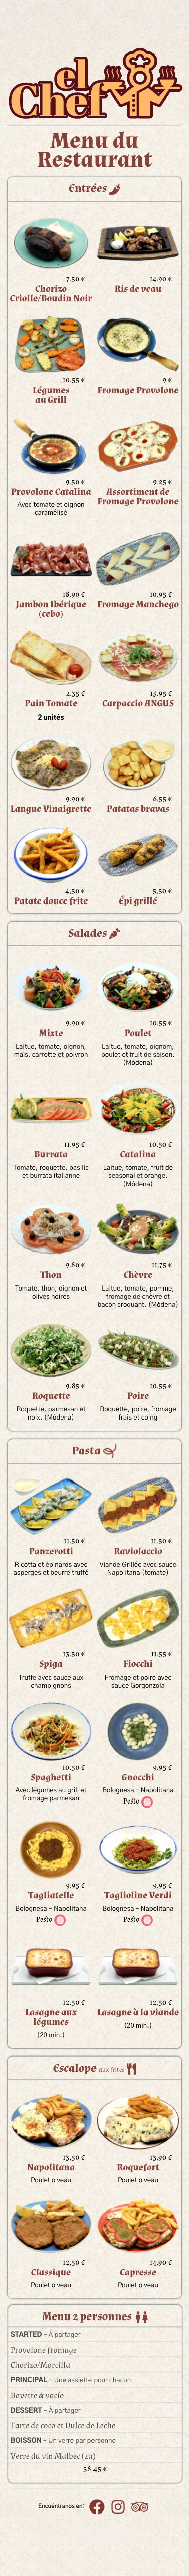 el
Chef
Menu du
Restaurant
Entrées
7.50 €
Chorizo
Criolle/Boudin Noir
14.90 €
Ris de veau
10.55 €
Légumes
au Grill
9 €
Fromage Provolone
9.50 €
Provolone Catalina
Avec tomate et oignon
caramélisé
9.25 €
Assortiment de
Fromage Provolone
18.90 €
Jambon Ibérique
(cebo)
10.95 €
Fromage Manchego
2.35 €
Pain Tomate
2 unités
15.95 €
Carpaccio ANGUS
9.90 €
Langue Vinaigrette
6.55 €
Patatas bravas
4,50 €
Patate douce frite
5,50 €
Épi grillé
Salades
9.90 €
Mixte
Laitue, tomate, oignon,
maïs, carrotte et poivron
10.55 €
Poulet
Laitue, tomate, oignom,
poulet et fruit de saison.
(Módena)
11.95 €
Burrata
Tomate, roquette, basilic
et burrata italianne
10.50 €
Catalina
Laitue, tomate, fruit de
seasonal et orange.
(Módena)
9.80 €
Thon
Tomate, thon, oignon et
olives noires
11.75 €
Chèvre
Laitue, tomate, pomme,
fromage de chèvre et
bacon croquant. (Módena)
9.85 €
Roquette
Roquette, parmesan et
noix. (Módena)
10.55 €
Poire
Roquette, poire, fromage
frais et coing
Pasta
11.50 €
Panzerotti
Ricotta et épinards avec
asperges et beurre truffé
11.50 €
Raviolaccio
Viande Grillée avec sauce
Napolitana (tomate)
13.50 €
Spiga
Truffe avec sauce aux
champignons
11.55 €
Fiocchi
Fromage et poire avec
sauce Gorgonzola
10.50 €
Spaghetti
Avec légumes au grill et
fromage parmesan
9.95 €
Gnocchi
Bolognesa - Napolitana
Pesto
9.95 €
Tagliatelle
Bolognesa - Napolitana
Pesto
9.95 €
Taglioline Verdi
Bolognesa - Napolitana
Pesto
12.50 €
Lasagne aux
légumes
(20 min.)
12.50 €
Lasagne à la viande
(20 min.)
Escalope aux frites
13,50 €
Napolitana
Poulet o veau
13,90 €
Roquefort
Poulet o veau
12,50 €
Classique
Poulet o veau
14,90 €
Capresse
Poulet o veau
Menu 2 personnes
STARTED - À partager
Provolone fromage
Chorizo/Morcilla
PRINCIPAL - Une assiette pour chacun
Bavette & vacío
DESSERT - À partager
Tarte de coco et Dulce de Leche
BOISSON - Un verre par personne
Verre du vin Malbec (2u)
58,45 €
Encuéntranos en: